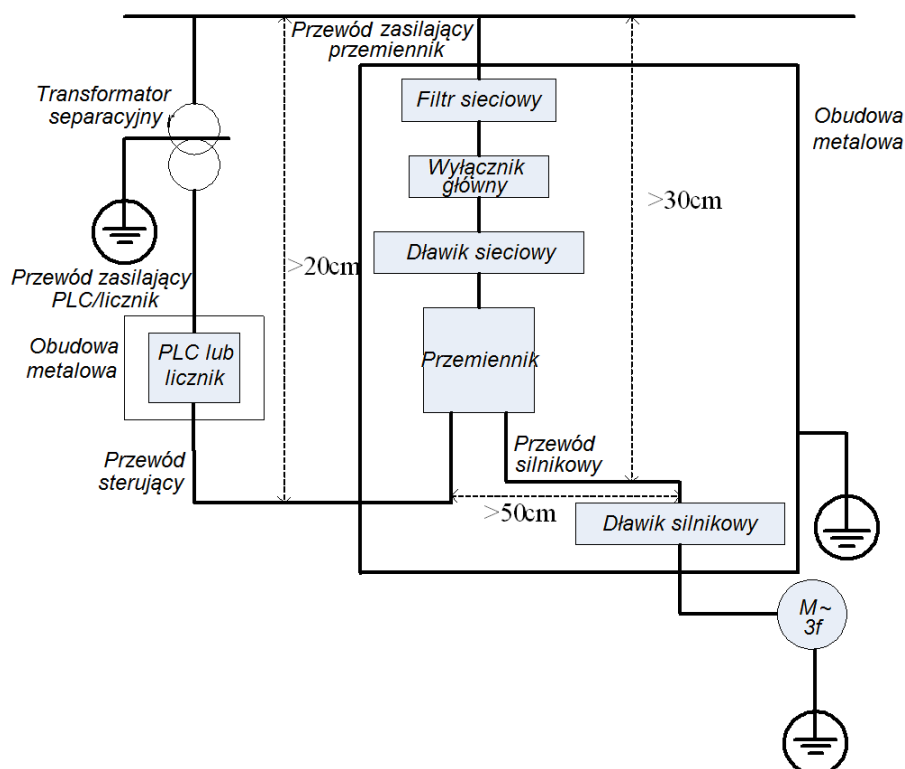 Przewód zasilający
przemiennik
Transformator
separacyjny
Filtr sieciowy
Obudowa
metalowa
Wyłącznik
główny
>30cm
Dławik sieciowy
>20cm
Przewód zasilający
PLC/licznik
Obudowa
metalowa
PLC lub
licznik
Przemiennik
Przewód
sterujący
Przewód
silnikowy
>50cm
Dławik silnikowy
M~
3f